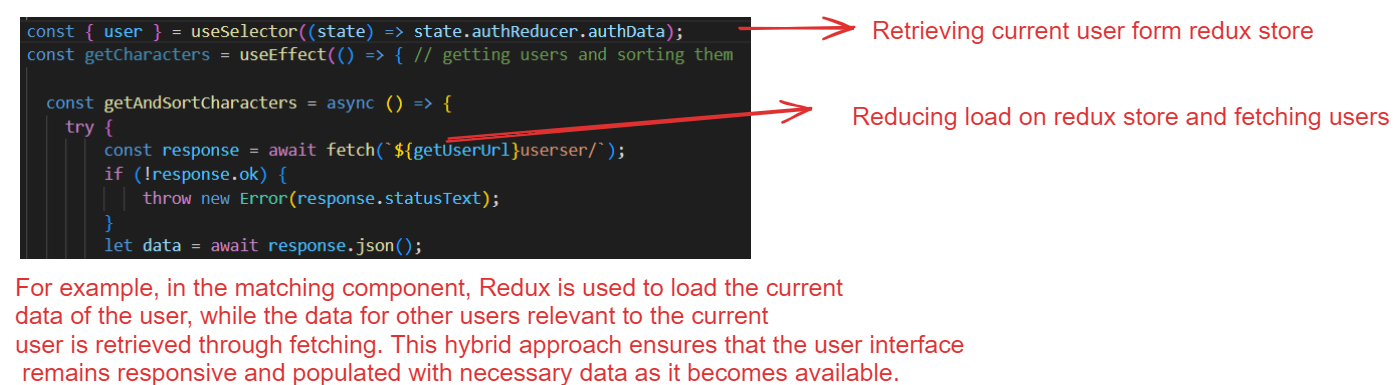 const { user } = useSelector((state) => state.authReducer.authData);
Retrieving current user form redux store
const getCharacters = useEffect(() => { // getting users and sorting them
const getAndSortCharacters = async () => {
Reducing load on redux store and fetching users
try {
const response = await fetch(`${getUserUrl}userser/`);
if (!response.ok) {
throw new Error(response.statusText);
}
let data = await response.json();
For example, in the matching component, Redux is used to load the current
data of the user, while the data for other users relevant to the current
user is retrieved through fetching. This hybrid approach ensures that the user interface
remains responsive and populated with necessary data as it becomes available.